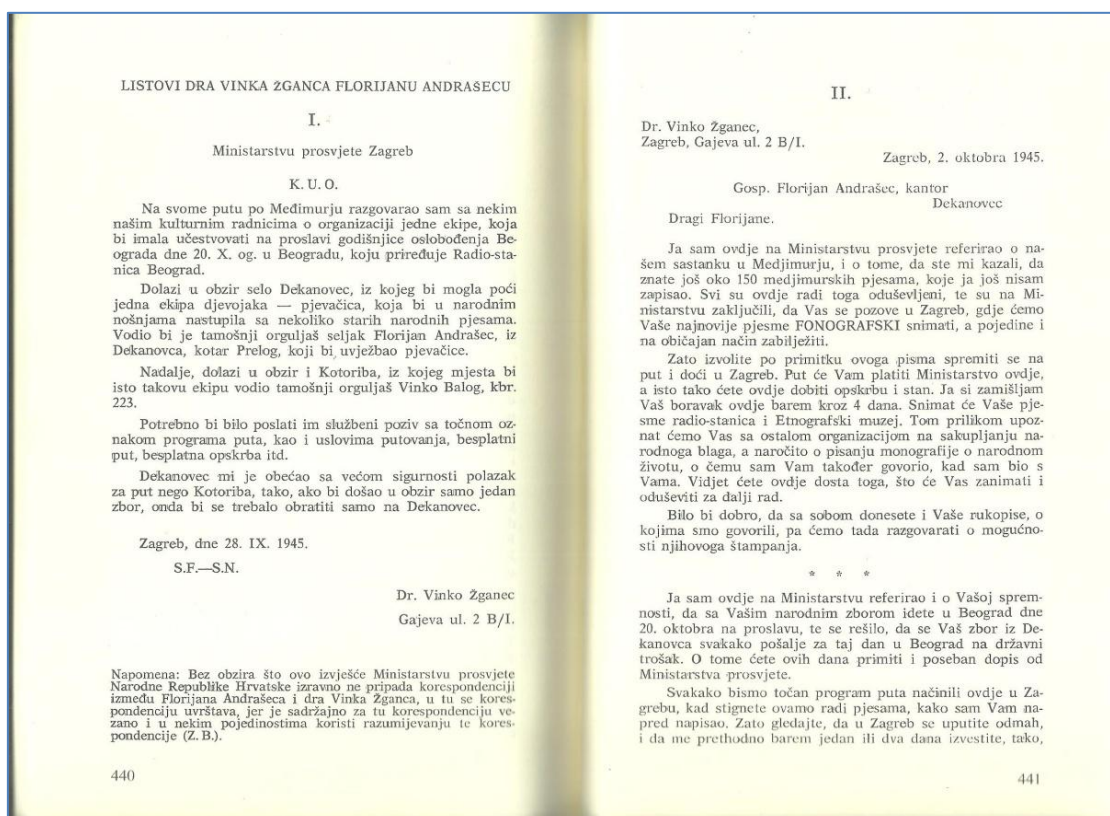 LISTOVI DRA VINKA ŽGANCA FLORIJANU ANDRAŠECU
I.
Ministarstvu prosvjete Zagreb
K. U. O.
Na svome putu po Međimurju razgovarao sam sa nekim
našim kulturnim radnicima o organizaciji jedne ekipe, koja
bi imala učestvovati na proslavi godišnjice oslobođenja Be-
ograda dne 20. X. og. u Beogradu, koju priređuje Radio-sta-
nica Beograd.
Dolazi u obzir selo Dekanovec, iz kojeg bi mogla poći
jedna ekipa djevojaka — pjevačica, koja bi u narodnim
nošnjama nastupila sa nekoliko starih narodnih pjesama.
Vodio bi je tamošnji orguljaš seljak Florijan Andrašec, iz
Dekanovca, kotar Prelog, koji bi uvježbao pjevačice.
Nadalje, dolazi u obzir i Kotoriba, iz kojeg mjesta bi
isto takovu ekipu vodio tamošnji orguljaš Vinko Balog, kbr.
223.
Potrebno bi bilo poslati im službeni poziv sa točnom oz-
nakom programa puta, kao i uslovima putovanja, besplatni
put, besplatna opskrba itd.
Dekanovec mi je obećao sa većom sigurnosti polazak
za put nego Kotoriba, tako, ako bi došao u obzir samo jedan
zbor, onda bi se trebalo obratiti samo na Dekanovec.
Zagreb, dne 28. IX. 1945.
S.F.—S.N.
Dr. Vinko Žganec
Gajeva ul. 2 B/I.
Napomena: Bez obzira što ovo izvješće Ministarstvu prosvjete
Narodne Republike Hrvatske izravno ne pripada korespondenciji
između Florijana Andrašeca i dra Vinka Žganca, u tu se kores-
pondenciju uvrštava, jer je sadržajno za tu korespondenciju ve-
zano i u nekim pojedinostima koristi razumijevanju te kores-
pondencije (Z. B.).
440
II.
Dr. Vinko Žganec,
Zagreb, Gajeva ul. 2 B/I.
Zagreb, 2. oktobra 1945.
Gosp. Florijan Andrašec, kantor
Dekanovec
Dragi Florijane.
Ja sam ovdje na Ministarstvu prosvjete referirao o na-
šem sastanku u Medjimurju, i o tome, da ste mi kazali, da
znate još oko 150 medjimurskih pjesama, koje ja još nisam
zapisao. Svi su ovdje radi toga oduševljeni, te su na Mi-
nistarstvu zaključili, da Vas se pozove u Zagreb, gdje ćemo
Vaše najnovije pjesme FONOGRAFSKI snimati, a pojedine i
na običajan način zabilježiti.
Zato izvolite po primitku ovoga pisma spremiti se na
put i doći u Zagreb. Put će Vam platiti Ministarstvo ovdje,
a isto tako ćete ovdje dobiti opskrbu i stan. Ja si zamišljam
Vaš boravak ovdje barem kroz 4 dana. Snimat će Vaše pje-
sme radio-stanica i Etnografski muzej. Tom prilikom upoz-
nat ćemo Vas sa ostalom organizacijom na sakupljanju na-
rodnoga blaga, a naročito o pisanju monografije o narodnom
životu, o čemu sam Vam također govorio, kad sam bio s
Vama. Vidjet ćete ovdje dosta toga, što će Vas zanimati i
oduševiti za dalji rad.
Bilo bi dobro, da sa sobom donesete i Vaše rukopise, o
kojima smo govorili, pa ćemo tada razgovarati o mogućno-
sti njihovoga štampanja.
* * *
Ja sam ovdje na Ministarstvu referirao i o Vašoj sprem-
nosti, da sa Vašim narodnim zborom idete u Beograd dne
20. oktobra na proslavu, te se rešilo, da se Vaš zbor iz De-
kanovca svakako pošalje za taj dan u Beograd na državni
trošak. O tome ćete ovih dana primiti i poseban dopis od
Ministarstva prosvjete.
Svakako bismo točan program puta načinili ovdje u Za-
grebu, kad stignete ovamo radi pjesama, kako sam Vam na-
pred napisao. Zato gledajte, da u Zagreb se uputite odmah,
i da me prethodno barem jedan ili dva dana izvestite, tako,
441